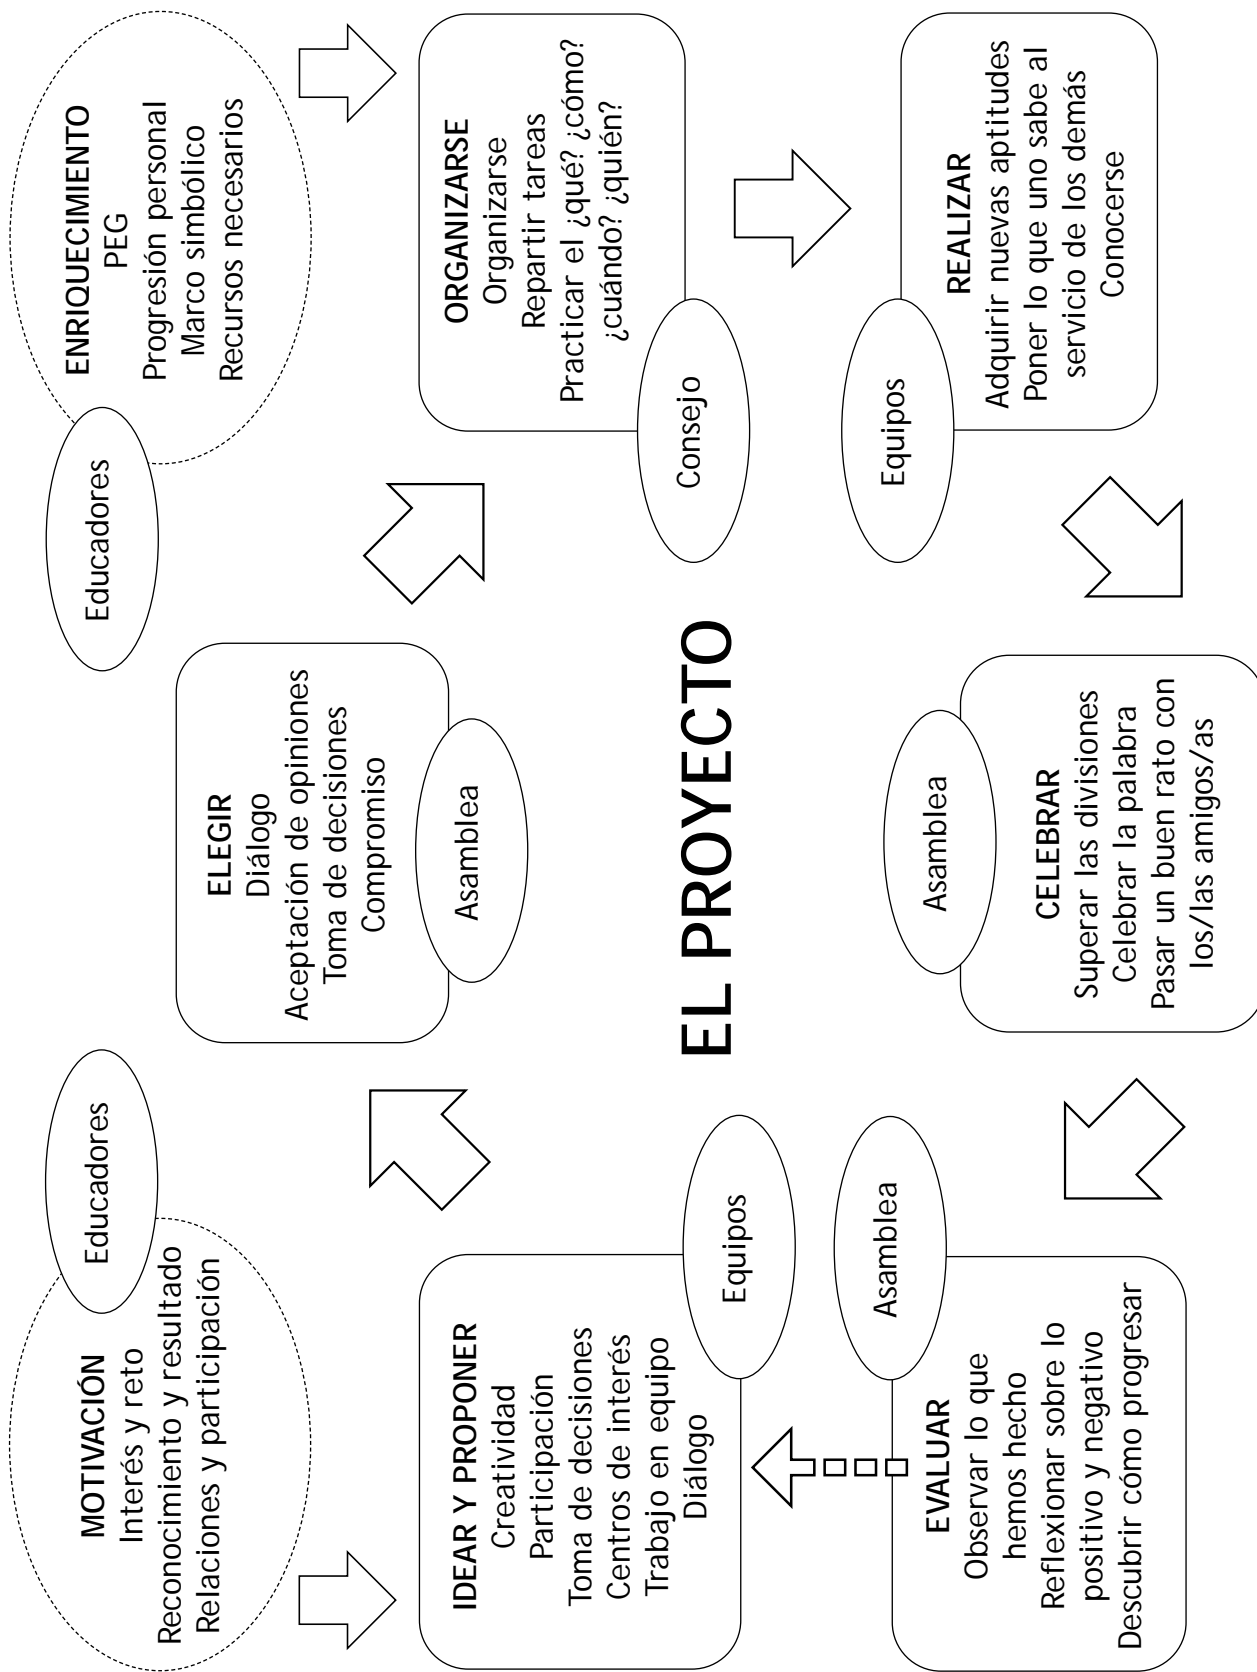 MOTIVACIÓN
Interés y reto
Reconocimiento y resultado
Relaciones y participación
Educadores
ELEGIR
Diálogo
Aceptación de opiniones
Toma de decisiones
Compromiso
Asamblea
Educadores
ENRIQUECIMIENTO
PEG
Progresión personal
Marco simbólico
Recursos necesarios
IDEAR Y PROPONER
Creatividad
Participación
Toma de decisiones
Centros de interés
Trabajo en equipo
Diálogo
Equipos
EL PROYECTO
ORGANIZARSE
Organizarse
Repartir tareas
Practicar el ¿qué? ¿cómo?
¿cuándo? ¿quién?
Consejo
EVALUAR
Observar lo que
hemos hecho
Reflexionar sobre lo
positivo y negativo
Descubrir cómo progresar
Asamblea
CELEBRAR
Superar las divisiones
Celebrar la palabra
Pasar un buen rato con
los/las amigos/as
Asamblea
REALIZAR
Adquirir nuevas aptitudes
Poner lo que uno sabe al
servicio de los demás
Conocerse
Equipos